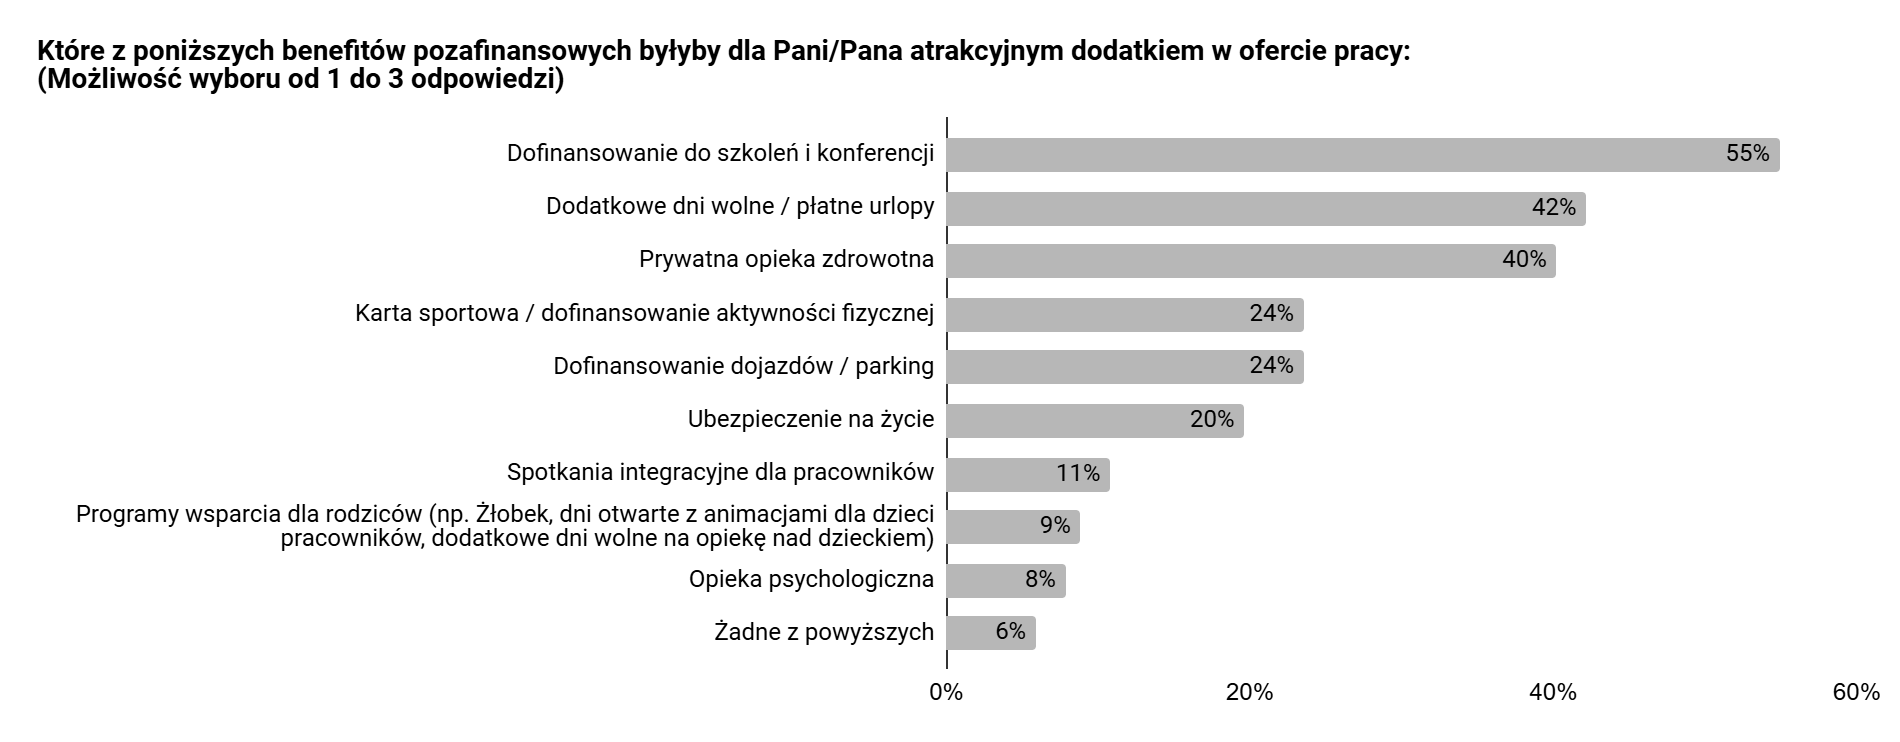 Które z poniższych benefitów pozafinansowych byłyby dla Pani/Pana atrakcyjnym dodatkiem w ofercie pracy:
(Możliwość wyboru od 1 do 3 odpowiedzi)
Dofinansowanie do szkoleń i konferencji 55%
Dodatkowe dni wolne / płatne urlopy 42%
Prywatna opieka zdrowotna 40%
Karta sportowa / dofinansowanie aktywności fizycznej 24%
Dofinansowanie dojazdów / parking 24%
Ubezpieczenie na życie 20%
Spotkania integracyjne dla pracowników 11%
Programy wsparcia dla rodziców (np. Żłobek, dni otwarte z animacjami dla dzieci
pracowników, dodatkowe dni wolne na opiekę nad dzieckiem) 9%
Opieka psychologiczna 8%
Żadne z powyższych 6%
0% 20% 40% 60%